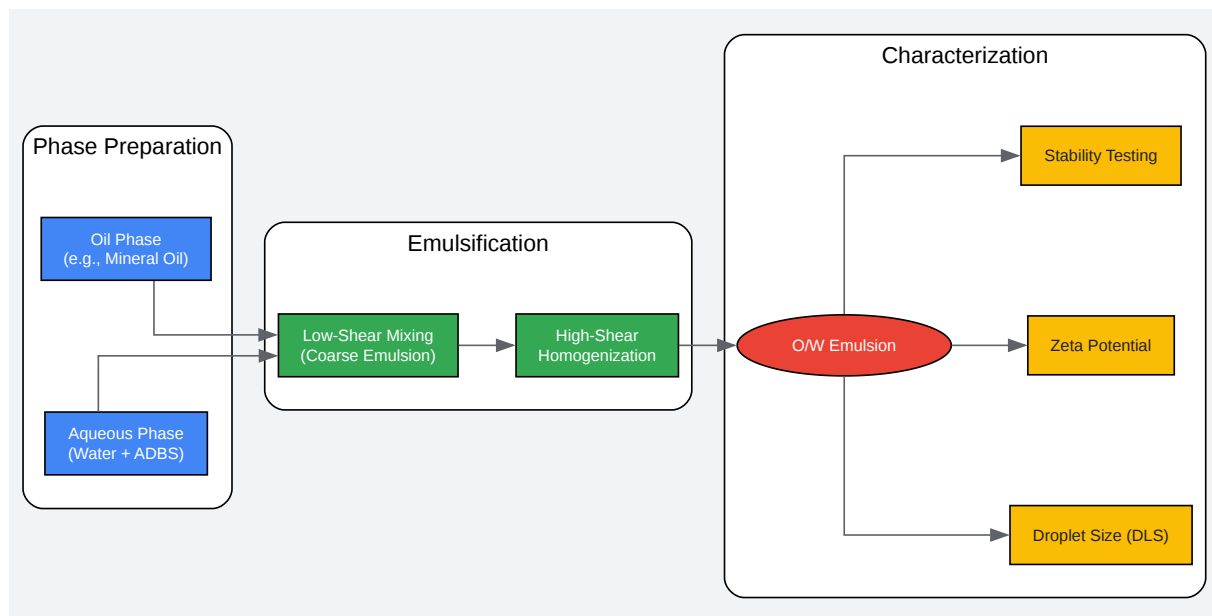 Phase Preparation
Oil Phase
(e.g., Mineral Oil)
Aqueous Phase
(Water + ADBS)
Emulsification
Low-Shear Mixing
(Coarse Emulsion)
High-Shear
Homogenization
Characterization
O/W Emulsion
Stability Testing
Zeta Potential
Droplet Size (DLS)